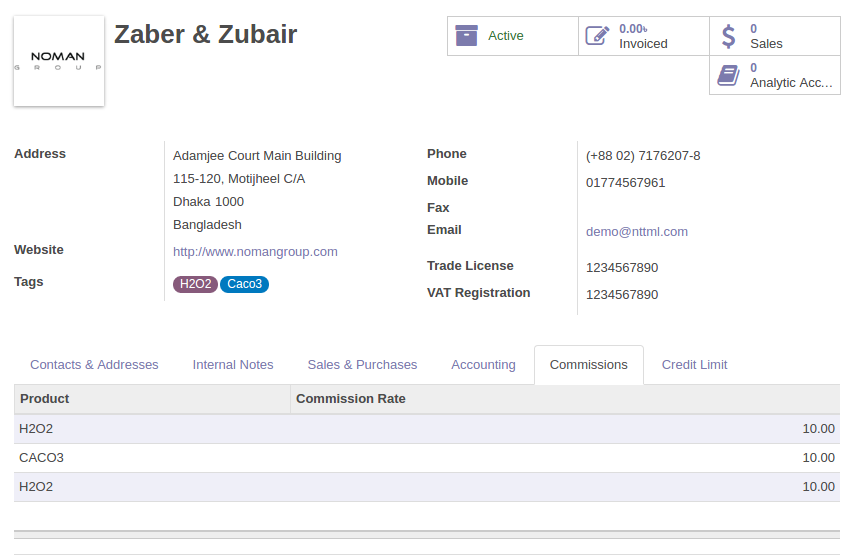 NOMAN
GROUP
Zaber & Zubair
Active
0.00৳
Invoiced
0
Sales
0
Analytic Acc...
Address
Adamjee Court Main Building
115-120, Motijheel C/A
Dhaka 1000
Bangladesh
Website
http://www.nomangroup.com
Tags
H2O2 Caco3
Phone
(+88 02) 7176207-8
Mobile
01774567961
Fax
Email
demo@nttml.com
Trade License
1234567890
VAT Registration
1234567890
Contacts & Addresses Internal Notes Sales & Purchases Accounting Commissions Credit Limit
Product Commission Rate
H2O2 10.00
CACO3 10.00
H2O2 10.00